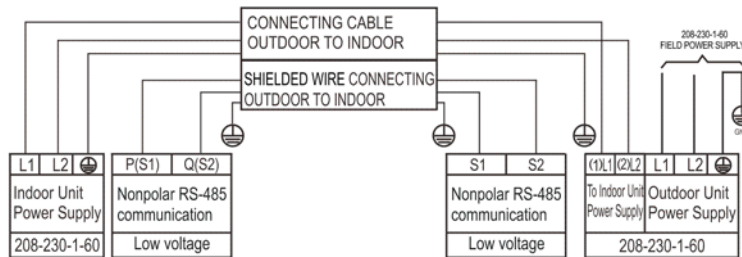 CONNECTING CABLE
OUTDOOR TO INDOOR
SHIELDED WIRE CONNECTING
OUTDOOR TO INDOOR
208-230-1-60
FIELD POWER SUPPLY
L1 L2
P(S1) Q(S2)
S1 S2
(1)L1 (2)L2 L1 L2
Indoor Unit
Power Supply
208-230-1-60
Nonpolar RS-485
communication
Low voltage
Nonpolar RS-485
communication
Low voltage
To Indoor Unit
Power Supply
Outdoor Unit
Power Supply
208-230-1-60